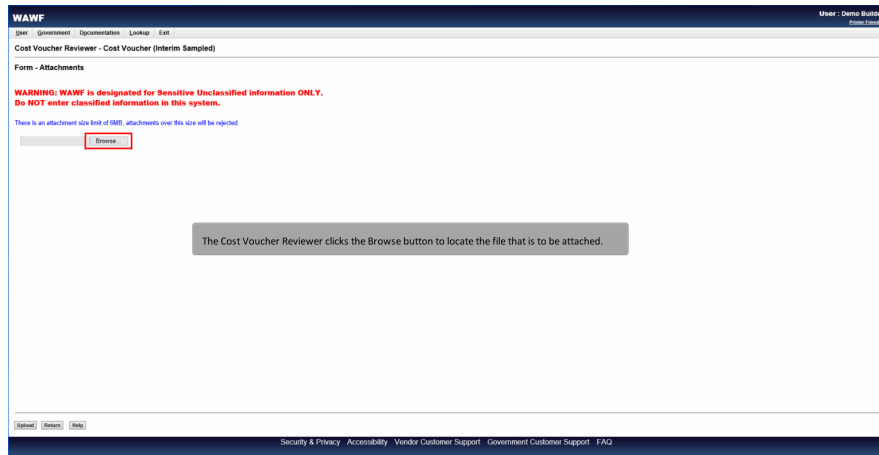 WAWF
User : Demo Builde
Printer Friend
User Government Documentation Lookup Exit
Cost Voucher Reviewer - Cost Voucher (Interim Sampled)
Form - Attachments
WARNING: WAWF is designated for Sensitive Unclassified information ONLY.
Do NOT enter classified information in this system.
There is an attachment size limit of 6MB, attachments over this size will be rejected.
Browse...
The Cost Voucher Reviewer clicks the Browse button to locate the file that is to be attached.
Upload Return Help
Security & Privacy Accessibility Vendor Customer Support Government Customer Support FAQ